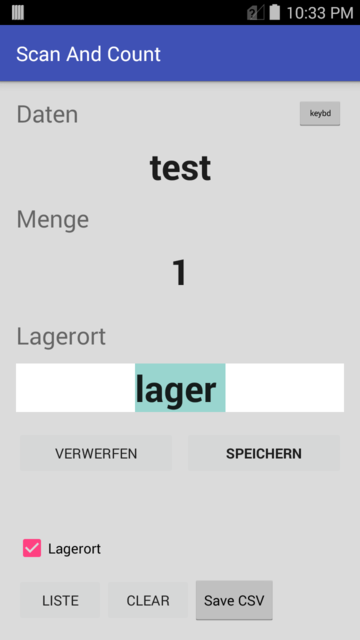 10:33 PM
Scan And Count
Daten
keybd
test
Menge
1
Lagerort
lager
VERWERFEN SPEICHERN
Lagerort
LISTE CLEAR Save CSV